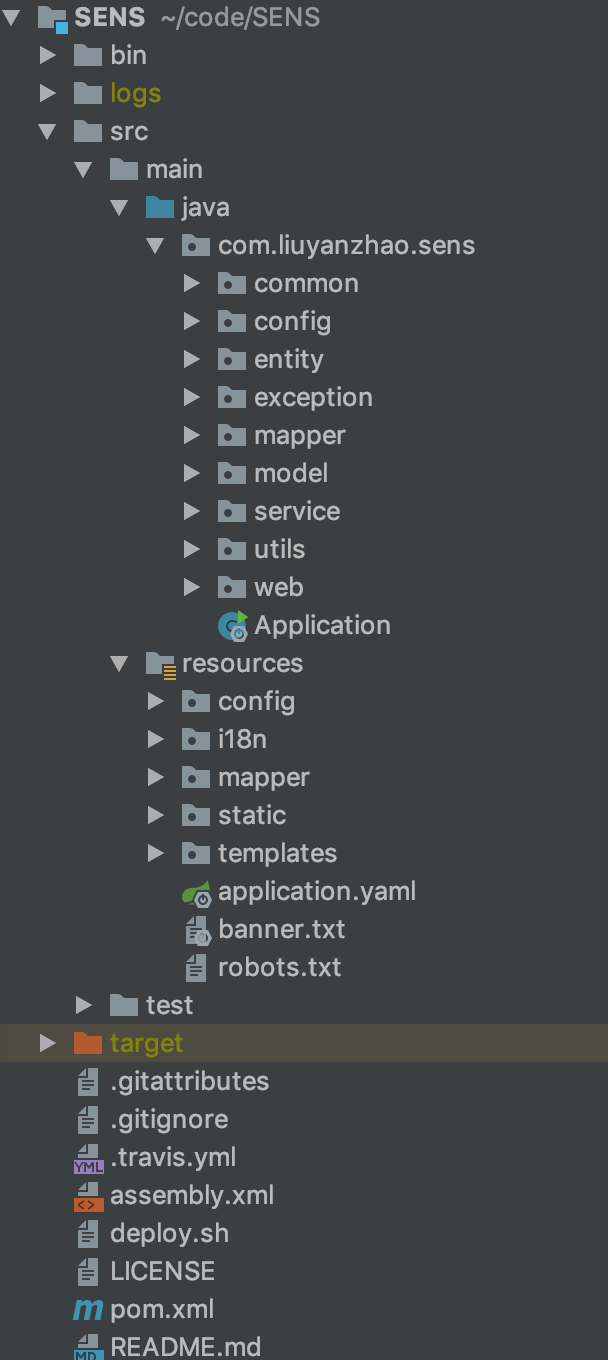 SENS ~/code/SENS
bin
logs
src
main
java
com.liuyanzhao.sens
common
config
entity
exception
mapper
model
service
utils
web
Application
resources
config
i18n
mapper
static
templates
application.yaml
banner.txt
robots.txt
test
target
.gitattributes
.gitignore
YML .travis.yml
assembly.xml
deploy.sh
LICENSE
m pom.xml
MD README.md